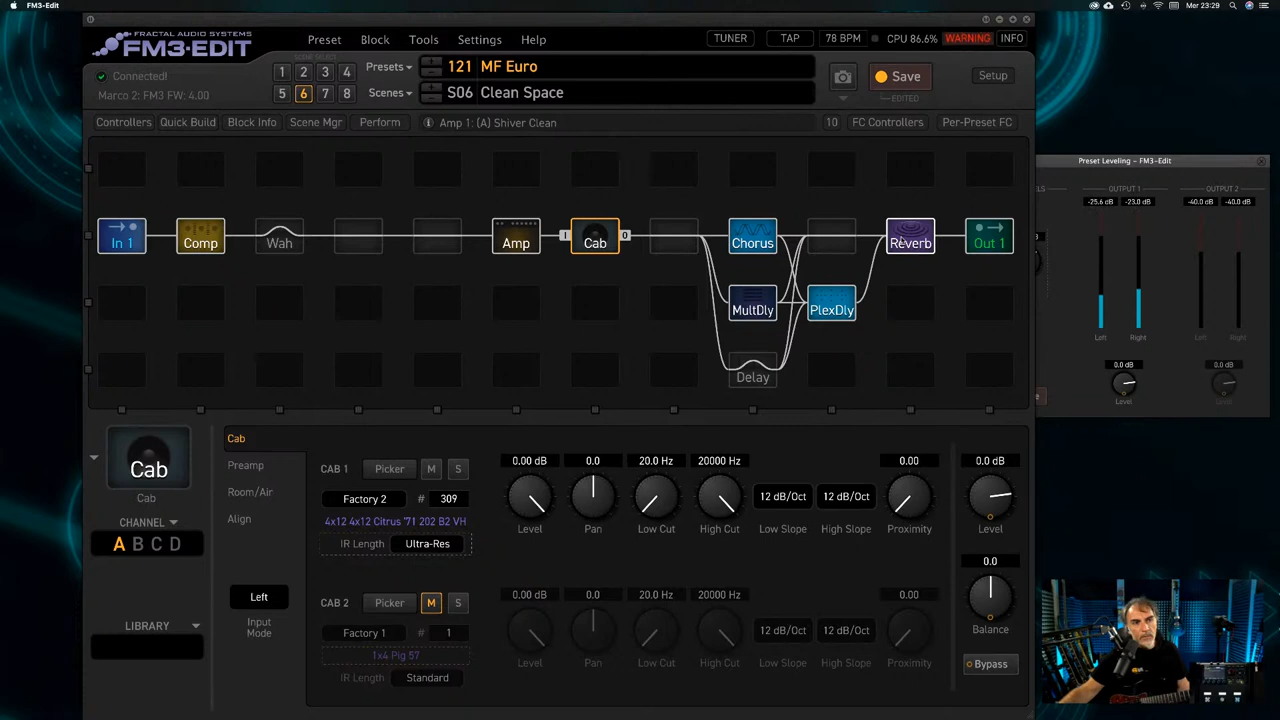 FM3-Edit
Mer 23:29
FRACTAL AUDIO SYSTEMS
FM3-EDIT
Preset Block Tools Settings Help
TUNER TAP 78 BPM CPU 86.6% WARNING INFO
Connected!
Marco 2: FM3 FW: 4.00
SCENE SELECT
1 2 3 4
5 6 7 8
Presets
121 MF Euro
Scenes
S06 Clean Space
Save
EDITED
Setup
Controllers Quick Build Block Info Scene Mgr Perform
Amp 1: (A) Shiver Clean
10 FC Controllers Per-Preset FC
In 1 Comp Wah Amp I Cab O Chorus Reverb Out 1
MultDly PlexDly
Delay
Preset Leveling – FM3-Edit
OUTPUT 1 OUTPUT 2
-25.6 dB -23.0 dB -40.0 dB -40.0 dB
Left Right Left Right
0.0 dB 0.0 dB
Level Level
Cab
Cab
CHANNEL
A B C D
LIBRARY
Cab
Preamp
Room/Air
Align
Left
Input
Mode
CAB 1 Picker M S
Factory 2 # 309
4x12 4x12 Citrus '71 202 B2 VH
IR Length Ultra-Res
0.00 dB 0.0 20.0 Hz 20000 Hz 12 dB/Oct 12 dB/Oct 0.00
Level Pan Low Cut High Cut Low Slope High Slope Proximity
CAB 2 Picker M S
Factory 1 # 1
1x4 Pig 57
IR Length Standard
0.00 dB 0.0 20.0 Hz 20000 Hz 12 dB/Oct 12 dB/Oct 0.00
Level Pan Low Cut High Cut Low Slope High Slope Proximity
0.0 dB
Level
0.0
Balance
Bypass